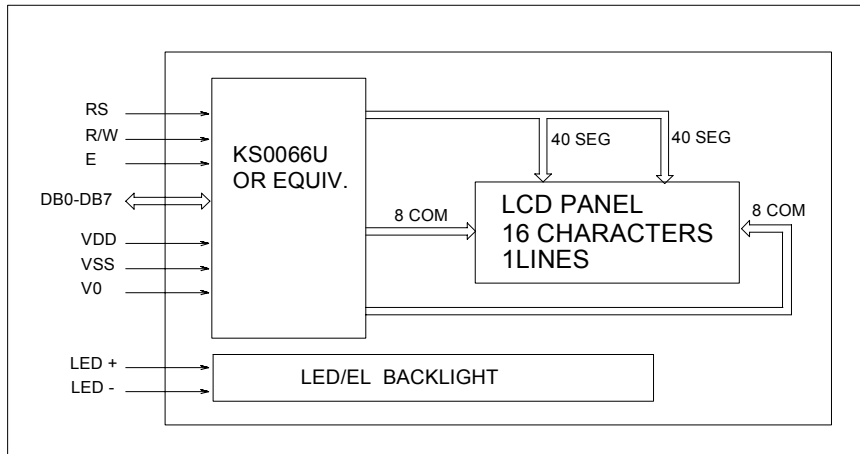 RS
R/W
E
DB0-DB7
VDD
VSS
V0
LED +
LED -
KS0066U
OR EQUIV.
40 SEG
40 SEG
8 COM
LCD PANEL
16 CHARACTERS
1LINES
8 COM
LED/EL BACKLIGHT